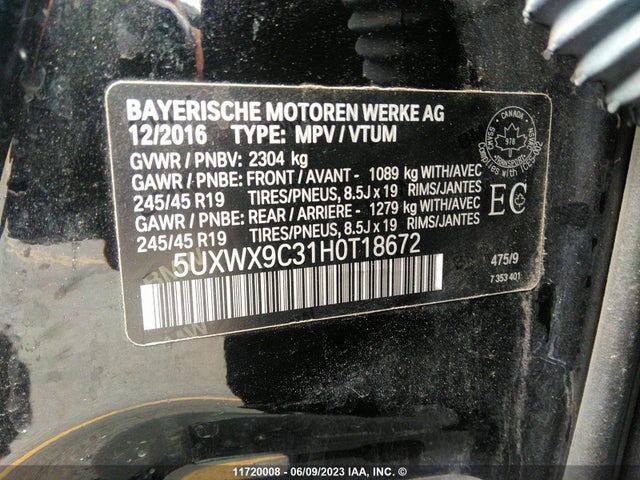 BAYERISCHE MOTOREN WERKE AG
12/2016 TYPE: MPV / VTUM
GVWR / PNBV: 2304 kg
GAWR / PNBE: FRONT / AVANT - 1089 kg WITH/AVEC
245/45 R19 TIRES/PNEUS, 8.5J x 19 RIMS/JANTES
GAWR / PNBE: REAR / ARRIERE - 1279 kg WITH/AVEC
245/45 R19 TIRES/PNEUS, 8.5J x 19 RIMS/JANTES
CANADA
978
TRANSPORT
EC
5UXWX9C31H0T18672
475/9
7 353 401
11720008 - 06/09/2023 IAA, INC. ©